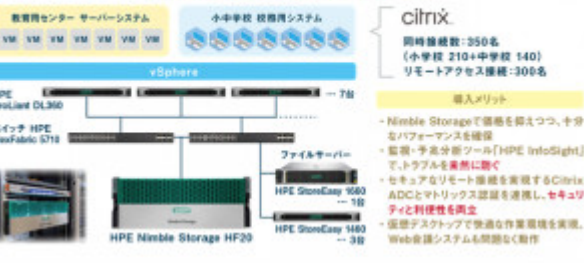 教育用センター サーバーシステム
VM VM VM VM VM VM VM
小中学校 校務用システム
vSphere
HPE
ProLiant DL360
… 7台
スイッチ HPE
FlexFabric 5710
ファイルサーバー
HPE StoreEasy 1660
… 1台
HPE StoreEasy 1460
… 3台
HPE Nimble Storage HF20
citrix
同時接続数：350名
（小学校 210+中学校 140）
リモートアクセス接続：300名
導入メリット
・Nimble Storageで価格を抑えつつ、十分
なパフォーマンスを確保
・監視・予兆分析ツール「HPE InfoSight」
で、トラブルを未然に防ぐ
・セキュアなリモート接続を実現するCitrix
ADCとマトリックス認証を連携し、セキュリ
ティと利便性を両立
・仮想デスクトップで快適な作業環境を実現、
Web会議システムも問題なく動作